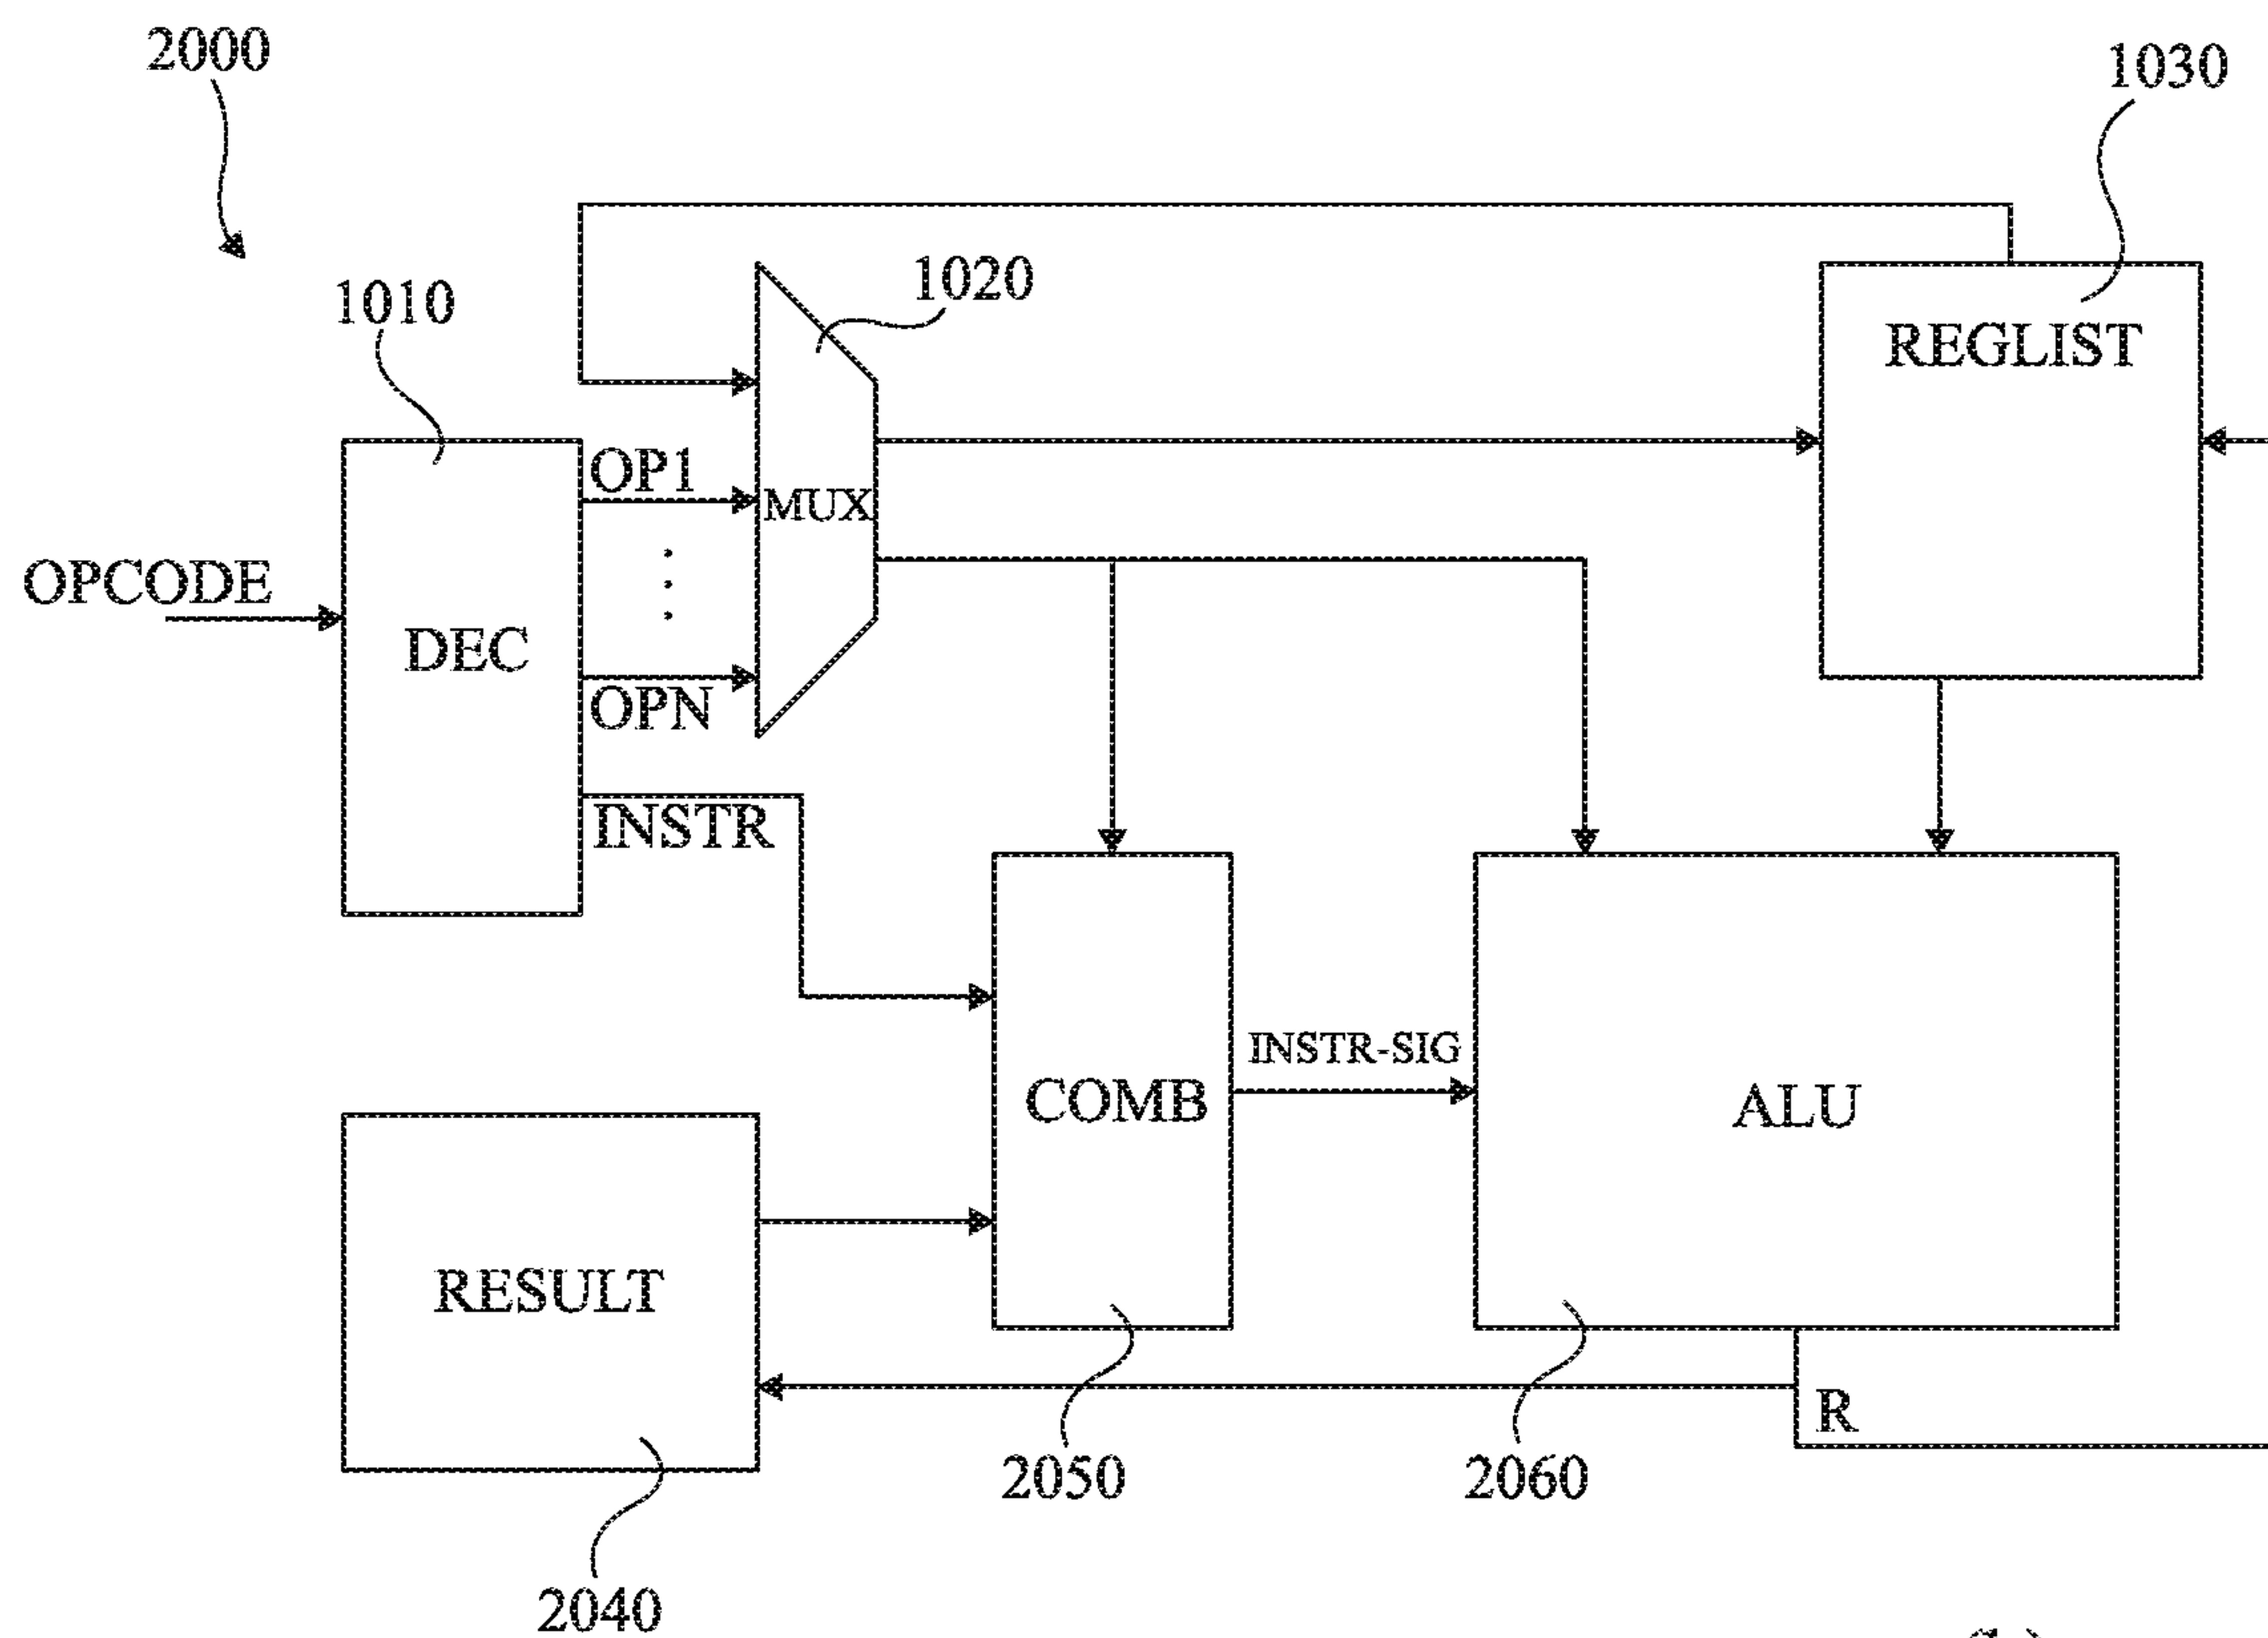 2000
1030
1020
1010
REGLIST
OP1
MUX
OPCODE
DEC
OPN
INSTR
INSTR-SIG
COMB
ALU
RESULT
R
2050
2060
2040